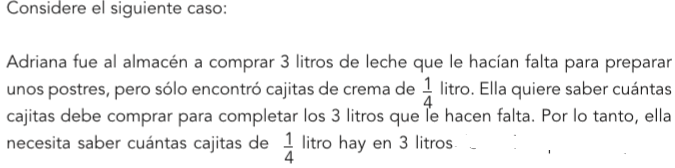 Considere el siguiente caso:
Adriana fue al almacén a comprar 3 litros de leche que le hacían falta para preparar
unos postres, pero sólo encontró cajitas de crema de 1/4 litro. Ella quiere saber cuántas
cajitas debe comprar para completar los 3 litros que le hacen falta. Por lo tanto, ella
necesita saber cuántas cajitas de 1/4 litro hay en 3 litros